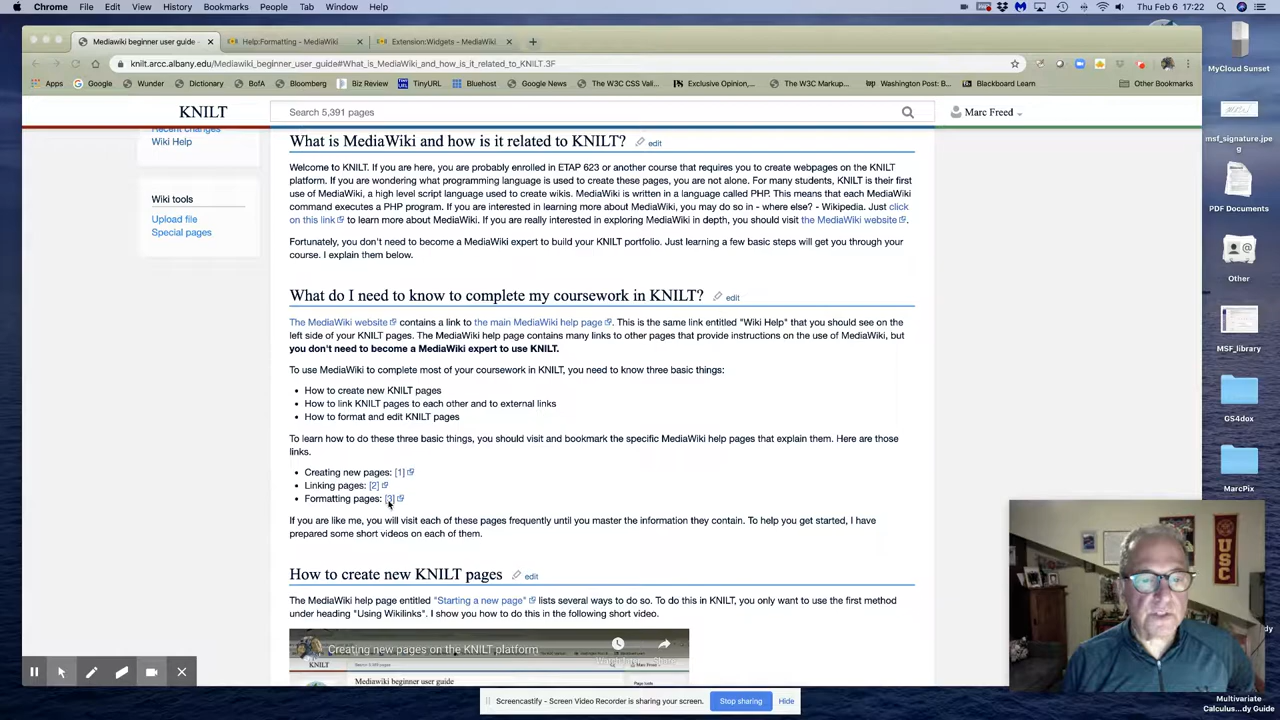 Chrome File Edit View History Bookmarks People Tab Window Help
Thu Feb 6 17:22
Mediawiki beginner user guide - Help:Formatting - MediaWiki Extension:Widgets - MediaWiki
knilt.arcc.albany.edu/Mediawiki_beginner_user_guide#What_is_MediaWiki_and_how_is_it_related_to_KNILT.3F
Apps Google Wunder Dictionary BofA Bloomberg Biz Review TinyURL Bluehost The W3C CSS Vali... Exclusive Opinion,... The W3C Markup... Washington Post: B... Blackboard Learn Other Bookmarks
KNILT
Search 5,391 pages
Marc Freed
Recent changes
Wiki Help
Wiki tools
Upload file
Special pages
What is MediaWiki and how is it related to KNILT? edit
Welcome to KNILT. If you are here, you are probably enrolled in ETAP 623 or another course that requires you to create webpages on the KNILT
platform. If you are wondering what programming language is used to create these pages, you are not alone. For many students, KNILT is their first
use of MediaWiki, a high level script language used to create wikis. MediaWiki is written in a language called PHP. This means that each MediaWiki
command executes a PHP program. If you are interested in learning more about MediaWiki, you may do so in - where else? - Wikipedia. Just click
on this link to learn more about MediaWiki. If you are really interested in exploring MediaWiki in depth, you should visit the MediaWiki website.
Fortunately, you don't need to become a MediaWiki expert to build your KNILT portfolio. Just learning a few basic steps will get you through your
course. I explain them below.
What do I need to know to complete my coursework in KNILT? edit
The MediaWiki website contains a link to the main MediaWiki help page. This is the same link entitled "Wiki Help" that you should see on the
left side of your KNILT pages. The MediaWiki help page contains many links to other pages that provide instructions on the use of MediaWiki, but
you don't need to become a MediaWiki expert to use KNILT.
To use MediaWiki to complete most of your coursework in KNILT, you need to know three basic things:
• How to create new KNILT pages
• How to link KNILT pages to each other and to external links
• How to format and edit KNILT pages
To learn how to do these three basic things, you should visit and bookmark the specific MediaWiki help pages that explain them. Here are those
links.
• Creating new pages: [1]
• Linking pages: [2]
• Formatting pages: [3]
If you are like me, you will visit each of these pages frequently until you master the information they contain. To help you get started, I have
prepared some short videos on each of them.
How to create new KNILT pages edit
The MediaWiki help page entitled "Starting a new page" lists several ways to do so. To do this in KNILT, you only want to use the first method
under heading "Using Wikilinks". I show you how to do this in the following short video.
Creating new pages on the KNILT platform
KNILT
Mediawiki beginner user guide
Screencastify - Screen Video Recorder is sharing your screen. Stop sharing Hide
MyCloud Sunset
msf_signature.jpe
g
PDF Documents
Other
MSF_library
GS4dox
MarcPix
USC
Multivariate
Calculus...dy Guide